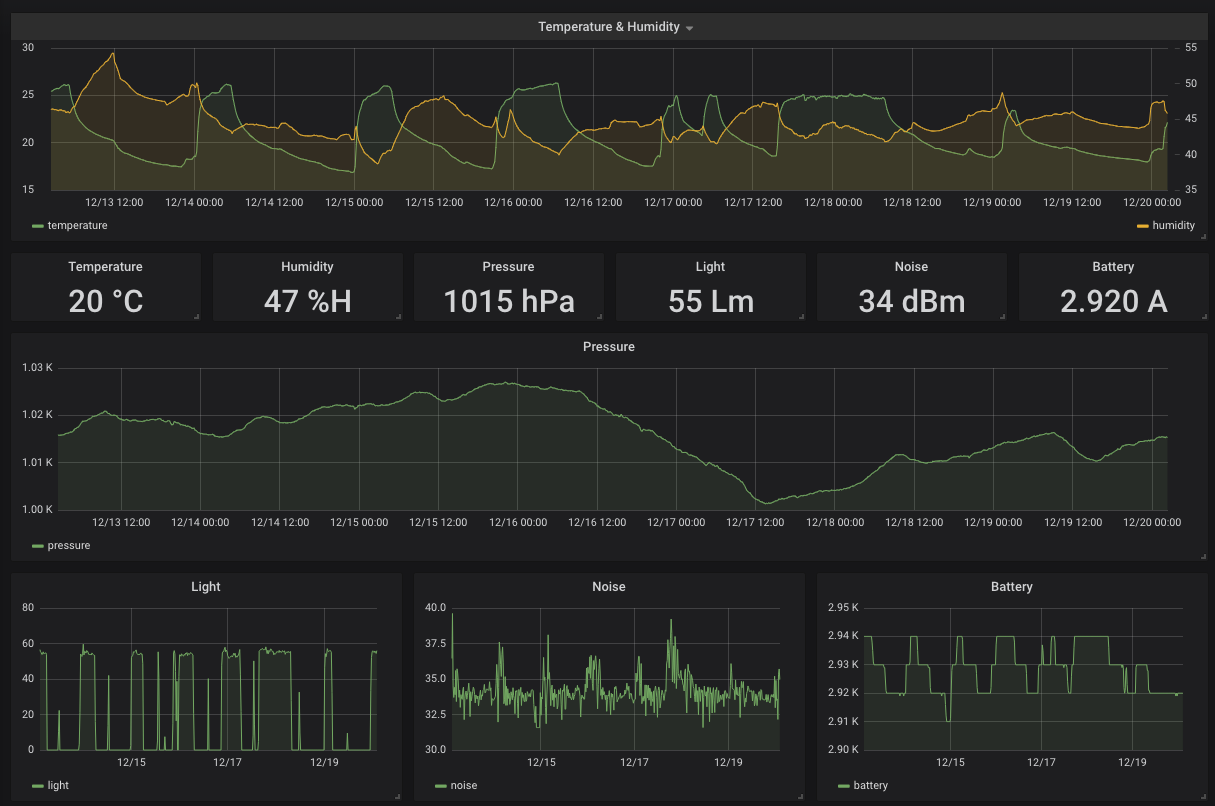 Temperature & Humidity
30 55
25 50
45
20
40
15 35
12/13 12:00 12/14 00:00 12/14 12:00 12/15 00:00 12/15 12:00 12/16 00:00 12/16 12:00 12/17 00:00 12/17 12:00 12/18 00:00 12/18 12:00 12/19 00:00 12/19 12:00 12/20 00:00
temperature humidity
Temperature Humidity Pressure Light Noise Battery
20 °C 47 %H 1015 hPa 55 Lm 34 dBm 2.920 A
Pressure
1.03 K
1.02 K
1.01 K
1.00 K
12/13 12:00 12/14 00:00 12/14 12:00 12/15 00:00 12/15 12:00 12/16 00:00 12/16 12:00 12/17 00:00 12/17 12:00 12/18 00:00 12/18 12:00 12/19 00:00 12/19 12:00 12/20 00:00
pressure
Light
80
60
40
20
0
12/15 12/17 12/19
light
Noise
40.0
37.5
35.0
32.5
30.0
12/15 12/17 12/19
noise
Battery
2.95 K
2.94 K
2.93 K
2.92 K
2.91 K
2.90 K
12/15 12/17 12/19
battery